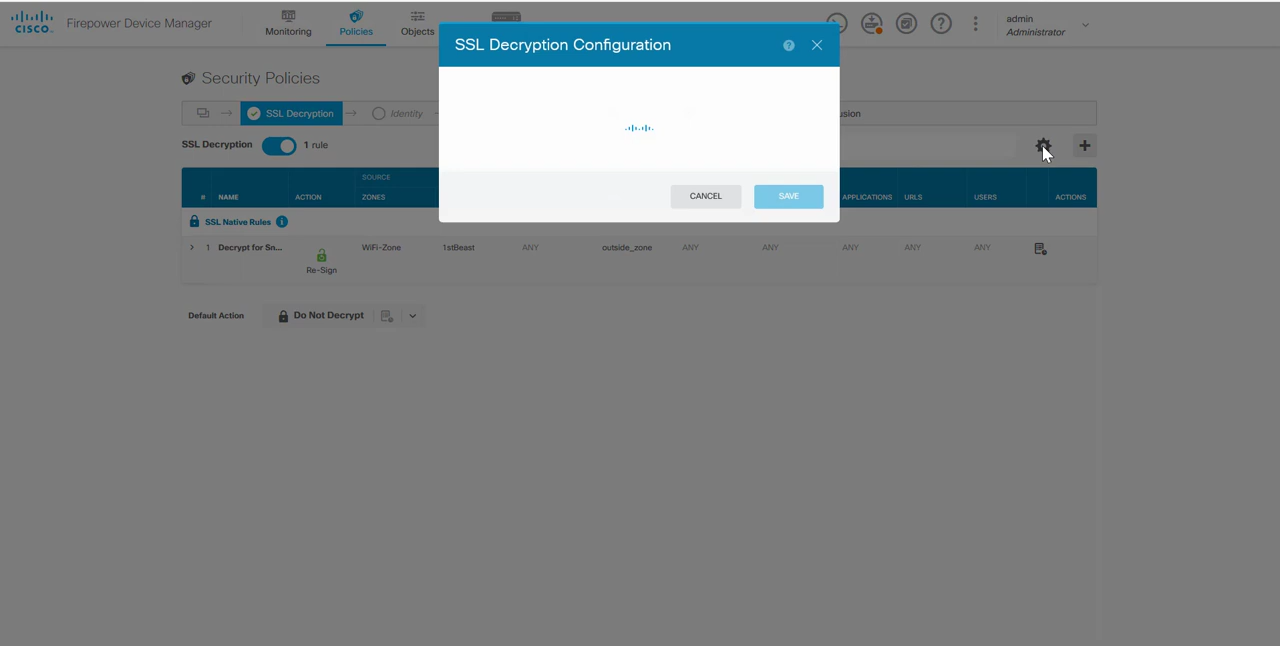 CISCO.
Firepower Device Manager
Monitoring
Policies
Objects
admin
Administrator
SSL Decryption Configuration
CANCEL
SAVE
Security Policies
SSL Decryption
Identity
usion
SSL Decryption
1 rule
#
NAME
ACTION
SOURCE
ZONES
APPLICATIONS
URLS
USERS
ACTIONS
SSL Native Rules
1
Decrypt for Sn...
Re-Sign
WiFi-Zone
1stBeast
ANY
outside_zone
ANY
ANY
ANY
ANY
ANY
Default Action
Do Not Decrypt